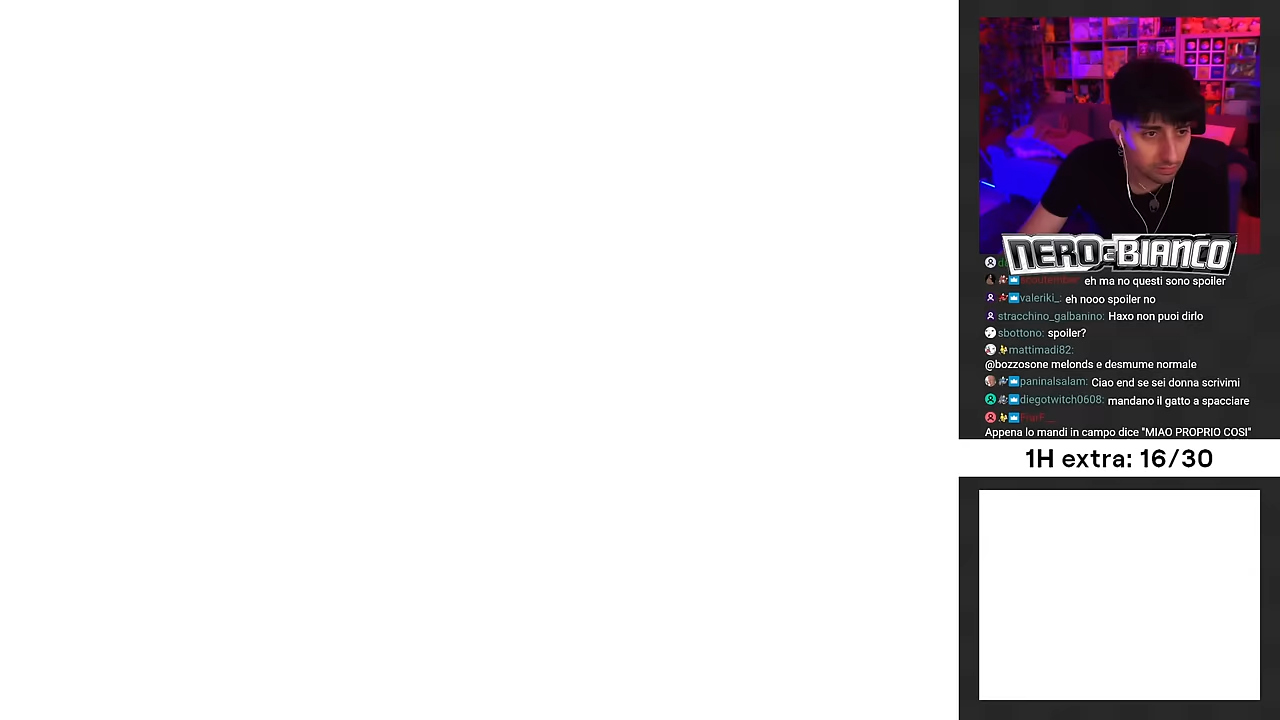 NERO E BIANCO
eh ma no questi sono spoiler
valeriki_: eh nooo spoiler no
stracchino_galbanino: Haxo non puoi dirlo
sbottono: spoiler?
mattimadi82:
@bozzosone melonds e desmume normale
paninalsalam: Ciao end se sei donna scrivimi
diegotwitch0608: mandano il gatto a spacciare
Appena lo mandi in campo dice "MIAO PROPRIO COSI"
1H extra: 16/30